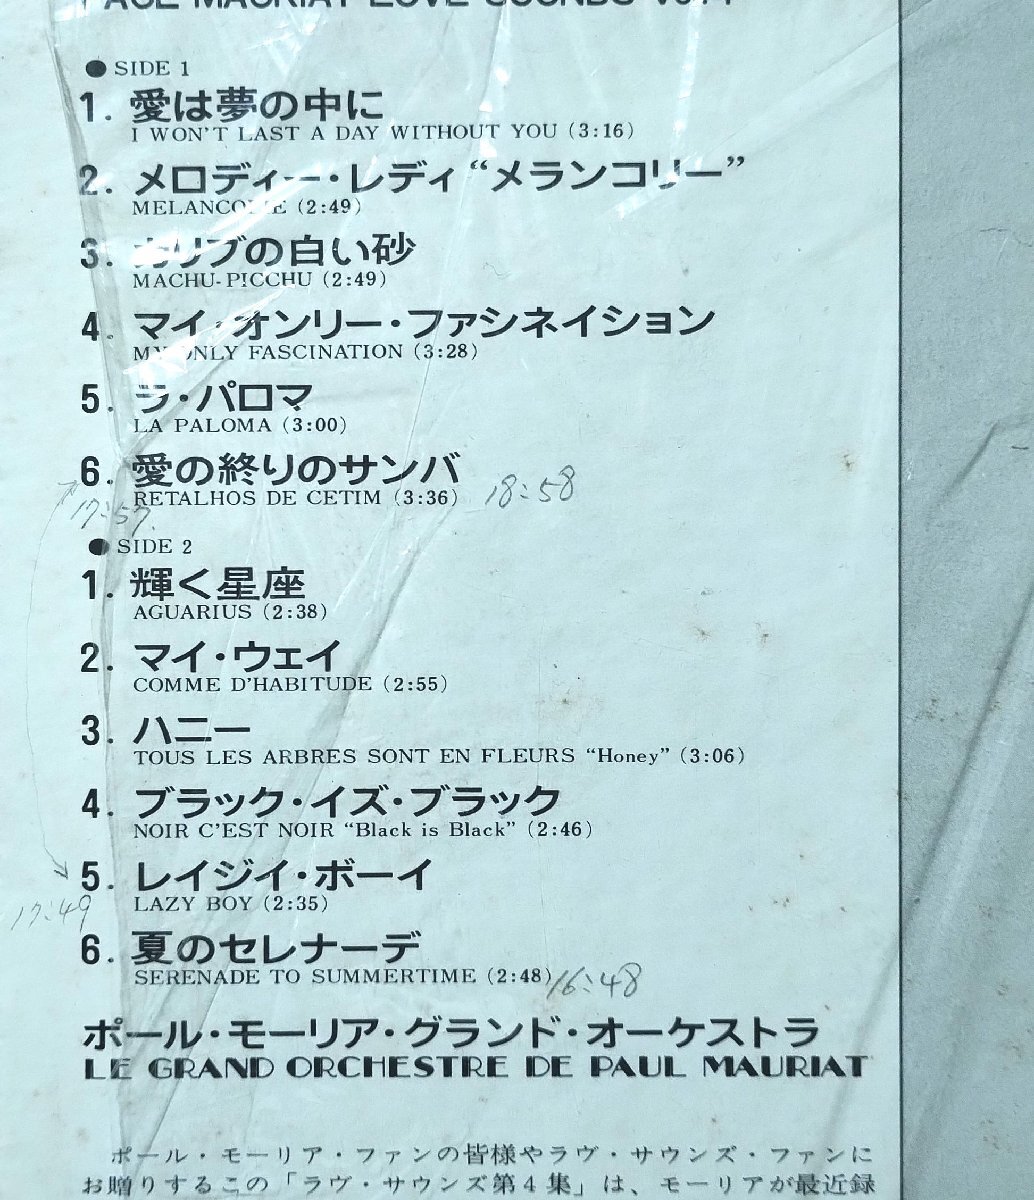 PAUL MAURIAT LOVE SOUNDS Vol.4
● SIDE 1
1. 愛は夢の中に
I WON'T LAST A DAY WITHOUT YOU (3:16)
2. メロディー・レディ“メランコリー”
MELANCOLIE (2:49)
3. カリブの白い砂
MACHU-PICCHU (2:49)
4. マイ・オンリー・ファシネイション
MY ONLY FASCINATION (3:28)
5. ラ・パロマ
LA PALOMA (3:00)
6. 愛の終りのサンバ
RETALHOS DE CETIM (3:36) 18:58
17:57
● SIDE 2
1. 輝く星座
AGUARIUS (2:38)
2. マイ・ウェイ
COMME D'HABITUDE (2:55)
3. ハニー
TOUS LES ARBRES SONT EN FLEURS “Honey” (3:06)
4. ブラック・イズ・ブラック
NOIR C'EST NOIR “Black is Black” (2:46)
5. レイジイ・ボーイ
LAZY BOY (2:35)
17:49
6. 夏のセレナーデ
SERENADE TO SUMMERTIME (2:48) 16:48
ポール・モーリア・グランド・オーケストラ
LE GRAND ORCHESTRE DE PAUL MAURIAT
ポール・モーリア・ファンの皆様やラヴ・サウンズ・ファンに
お贈りするこの「ラヴ・サウンズ第4集」は、モーリアが最近録